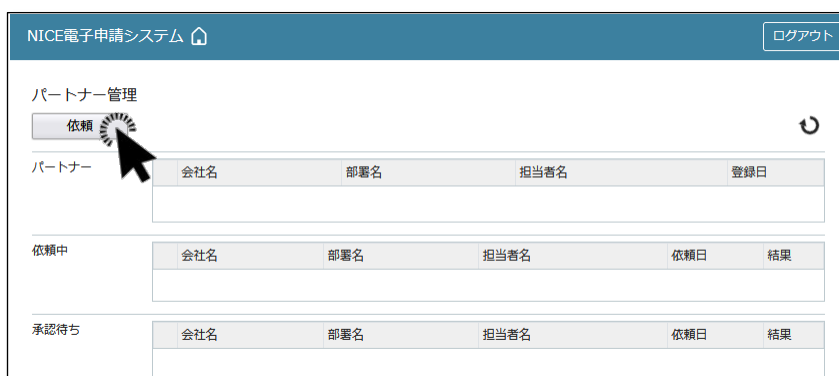 NICE電子申請システム ログアウト
パートナー管理
依頼
パートナー 会社名 部署名 担当者名 登録日
依頼中 会社名 部署名 担当者名 依頼日 結果
承認待ち 会社名 部署名 担当者名 依頼日 結果